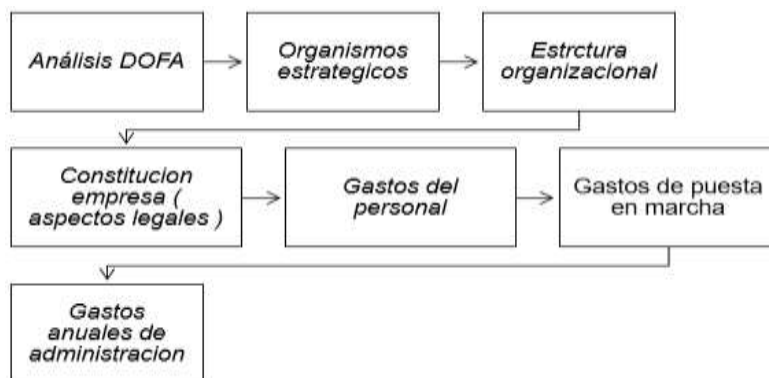 Análisis DOFA
Organismos
estrategicos
Estrctura
organizacional
Constitucion
empresa (
aspectos legales )
Gastos del
personal
Gastos de puesta
en marcha
Gastos
anuales de
administracion